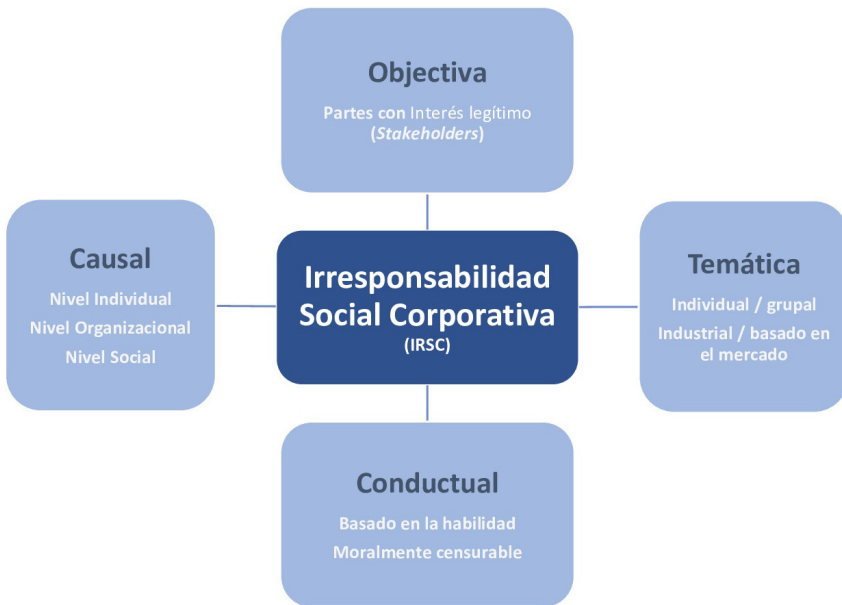 Objectiva
Partes con Interés legítimo
(Stakeholders)
Causal
Nivel Individual
Nivel Organizacional
Nivel Social
Irresponsabilidad
Social Corporativa
(IRSC)
Temática
Individual / grupal
Industrial / basado en
el mercado
Conductual
Basado en la habilidad
Moralmente censurable